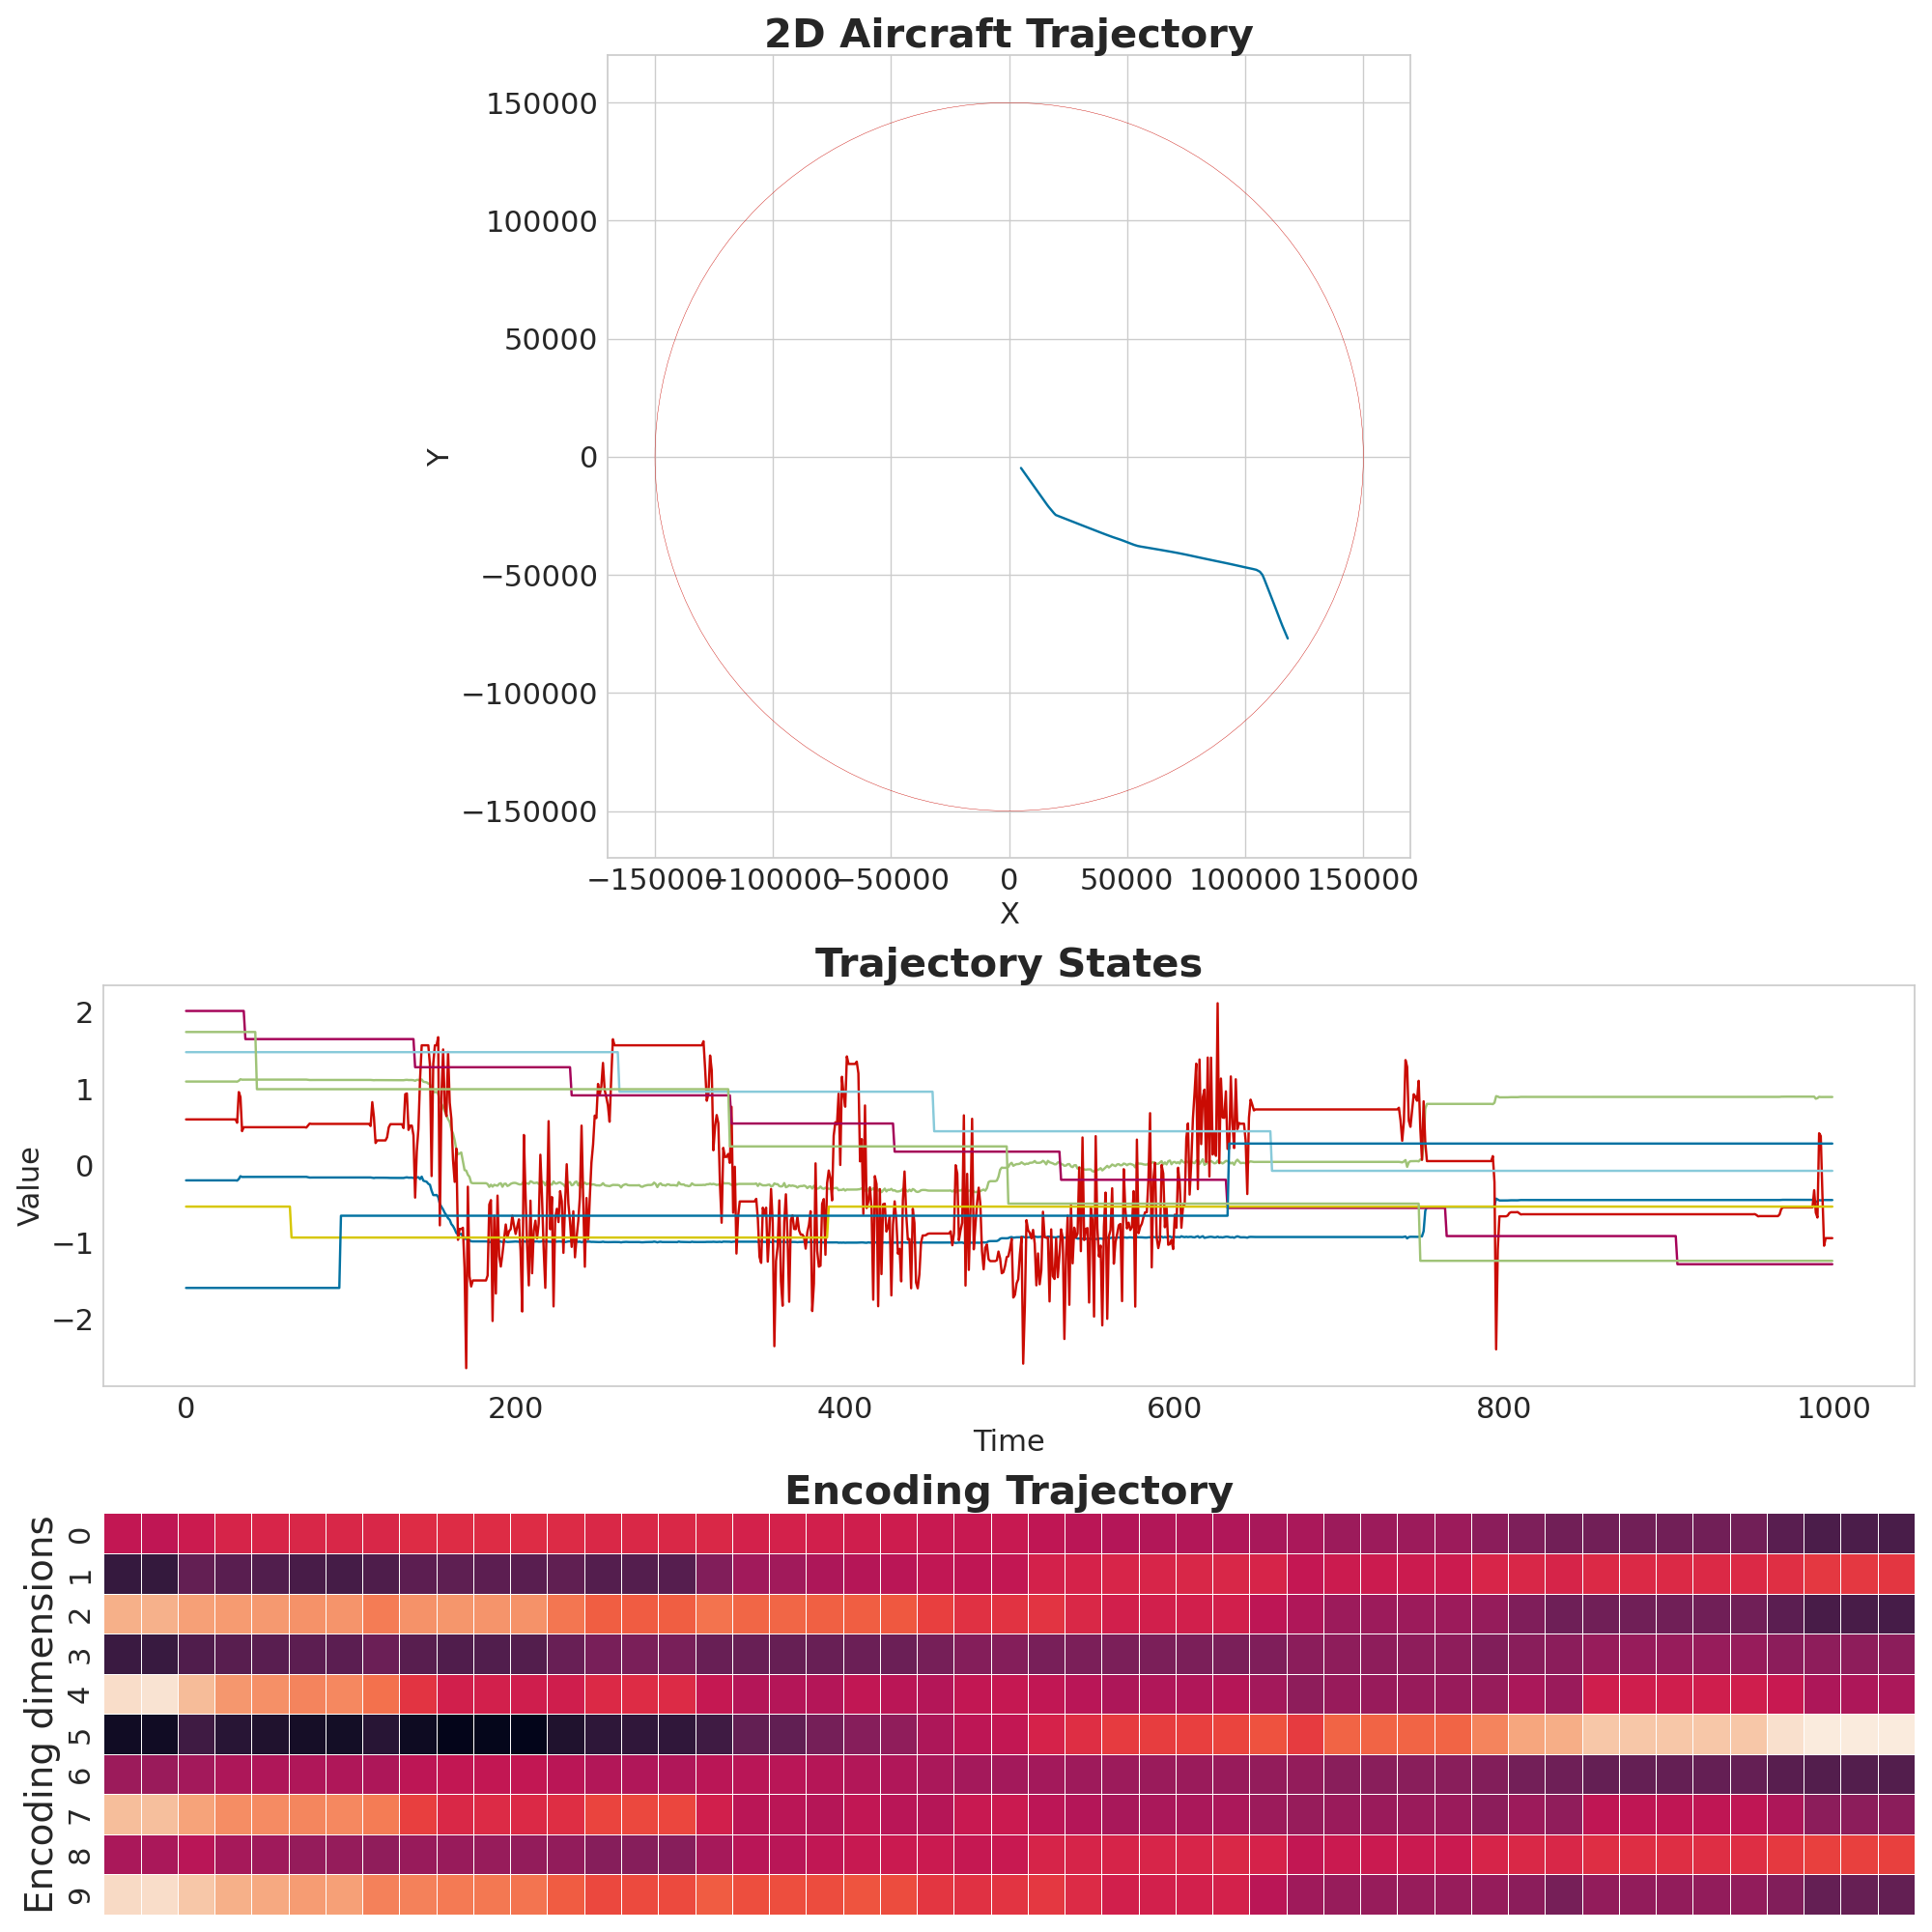 2D Aircraft Trajectory
150000
100000
50000
0
−50000
−100000
−150000
Y
−150000 −100000 −50000 0 50000 100000 150000
X
Trajectory States
2
1
0
−1
−2
Value
0 200 400 600 800 1000
Time
Encoding Trajectory
Encoding dimensions
0
1
2
3
4
5
6
7
8
9